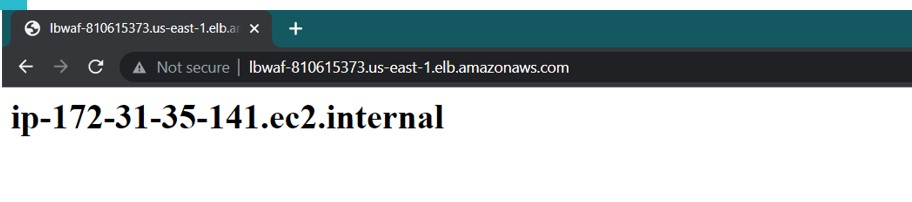 lbwaf-810615373.us-east-1.elb.a
Not secure | lbwaf-810615373.us-east-1.elb.amazonaws.com
ip-172-31-35-141.ec2.internal